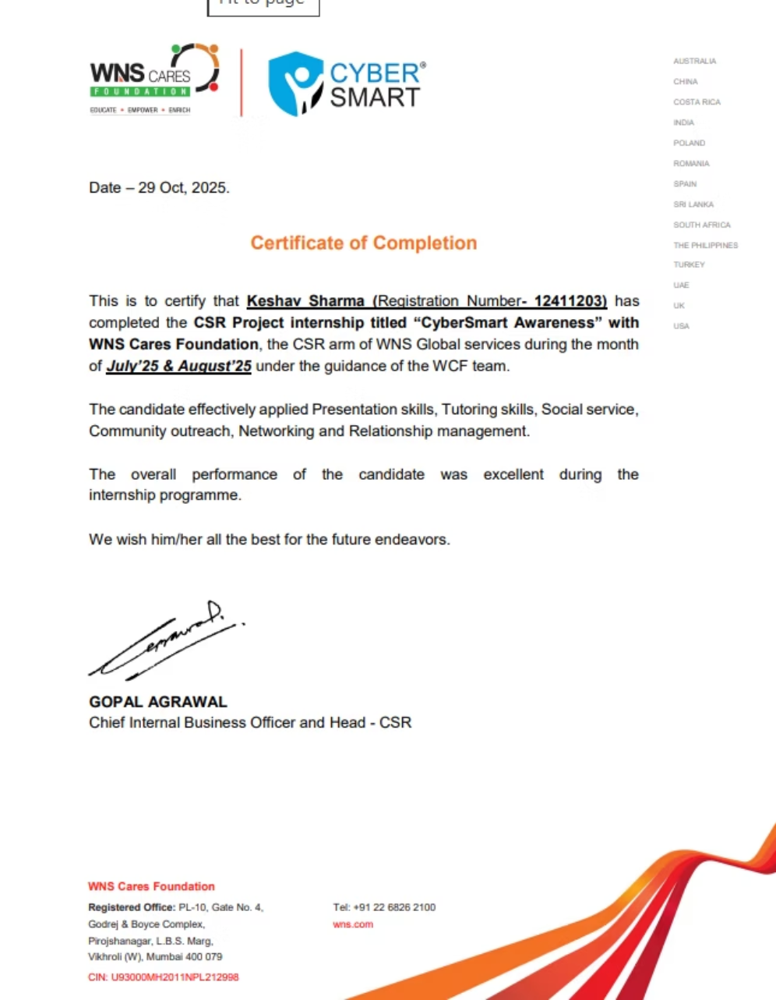 Fit to page
WNS CARES
FOUNDATION
EDUCATE • EMPOWER • ENRICH
CYBER®
SMART
AUSTRALIA
CHINA
COSTA RICA
INDIA
POLAND
ROMANIA
SPAIN
SRI LANKA
SOUTH AFRICA
THE PHILIPPINES
TURKEY
UAE
UK
USA
Date – 29 Oct, 2025.
Certificate of Completion
This is to certify that Keshav Sharma (Registration Number- 12411203) has
completed the CSR Project internship titled “CyberSmart Awareness” with
WNS Cares Foundation, the CSR arm of WNS Global services during the month
of July’25 & August’25 under the guidance of the WCF team.
The candidate effectively applied Presentation skills, Tutoring skills, Social service,
Community outreach, Networking and Relationship management.
The overall performance of the candidate was excellent during the
internship programme.
We wish him/her all the best for the future endeavors.
GOPAL AGRAWAL
Chief Internal Business Officer and Head - CSR
WNS Cares Foundation
Registered Office: PL-10, Gate No. 4,
Godrej & Boyce Complex,
Pirojshanagar, L.B.S. Marg,
Vikhroli (W), Mumbai 400 079
CIN: U93000MH2011NPL212998
Tel: +91 22 6826 2100
wns.com